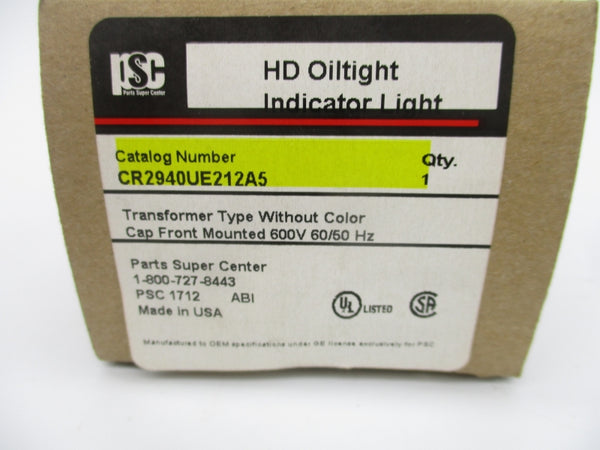 psc
Parts Super Center
HD Oiltight
Indicator Light
Catalog Number Qty.
CR2940UE212A5 1
Transformer Type Without Color
Cap Front Mounted 600V 60/50 Hz
Parts Super Center
1-800-727-8443
PSC 1712 ABI
Made in USA
UL LISTED SA
Manufactured to OEM specifications under GE license exclusively for PSC